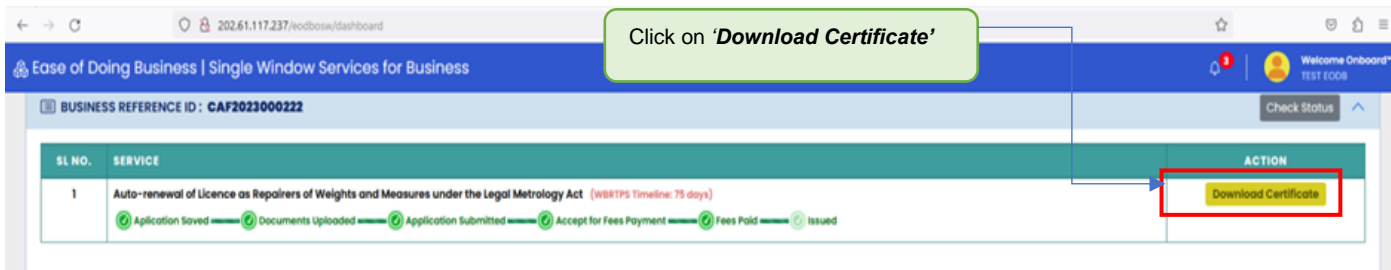 202.61.117.237/eodbosw/dashboard
Click on 'Download Certificate'
Ease of Doing Business | Single Window Services for Business
3
Welcome Onboard
TEST EODB
BUSINESS REFERENCE ID : CAF2023000222
Check Status
SL NO. SERVICE ACTION
1 Auto-renewal of Licence as Repairers of Weights and Measures under the Legal Metrology Act (WBRTPS Timeline: 75 days) Download Certificate
Aplication Saved Documents Uploaded Application Submitted Accept for Fees Payment Fees Paid Issued